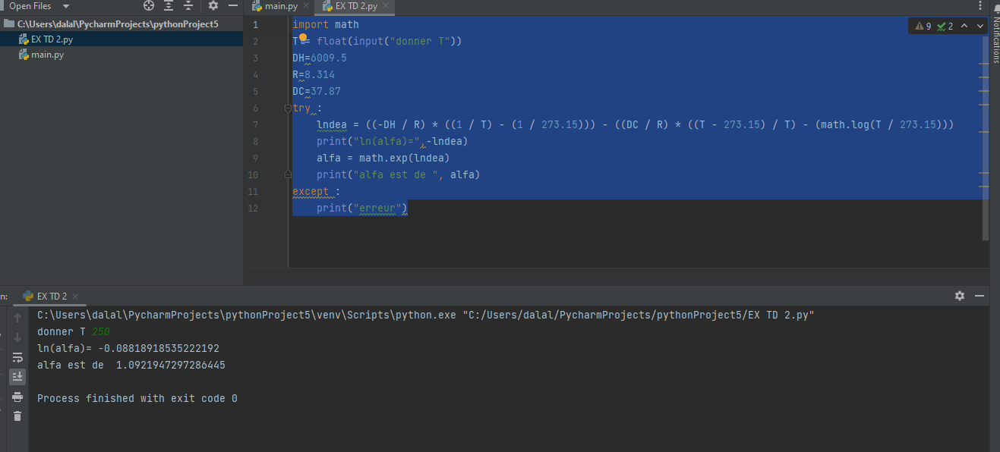 Open Files
main.py
EX TD 2.py
C:\Users\dalal\PycharmProjects\pythonProject5
EX TD 2.py
main.py
9 2
Notifications
1 import math
2 T = float(input("donner T"))
3 DH=6009.5
4 R=8.314
5 DC=37.87
6 try :
7 lndea = ((-DH / R) * ((1 / T) - (1 / 273.15))) - ((DC / R) * ((T - 273.15) / T) - (math.log(T / 273.15)))
8 print("ln(alfa)=",-lndea)
9 alfa = math.exp(lndea)
10 print("alfa est de ", alfa)
11 except :
12 print("erreur")
n: EX TD 2
C:\Users\dalal\PycharmProjects\pythonProject5\venv\Scripts\python.exe "C:/Users/dalal/PycharmProjects/pythonProject5/EX TD 2.py"
donner T 250
ln(alfa)= -0.08818918535222192
alfa est de  1.0921947297286445
Process finished with exit code 0